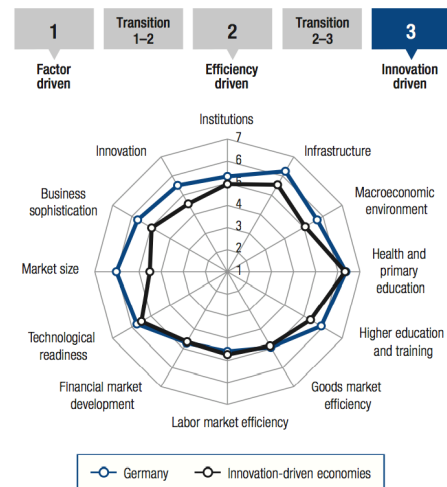 1
Transition
1–2
2
Transition
2–3
3
Factor
driven
Efficiency
driven
Innovation
driven
Institutions
7
6
5
4
3
2
1
Infrastructure
Macroeconomic
environment
Health and
primary
education
Higher education
and training
Goods market
efficiency
Labor market efficiency
Financial market
development
Technological
readiness
Market size
Business
sophistication
Innovation
Germany
Innovation-driven economies